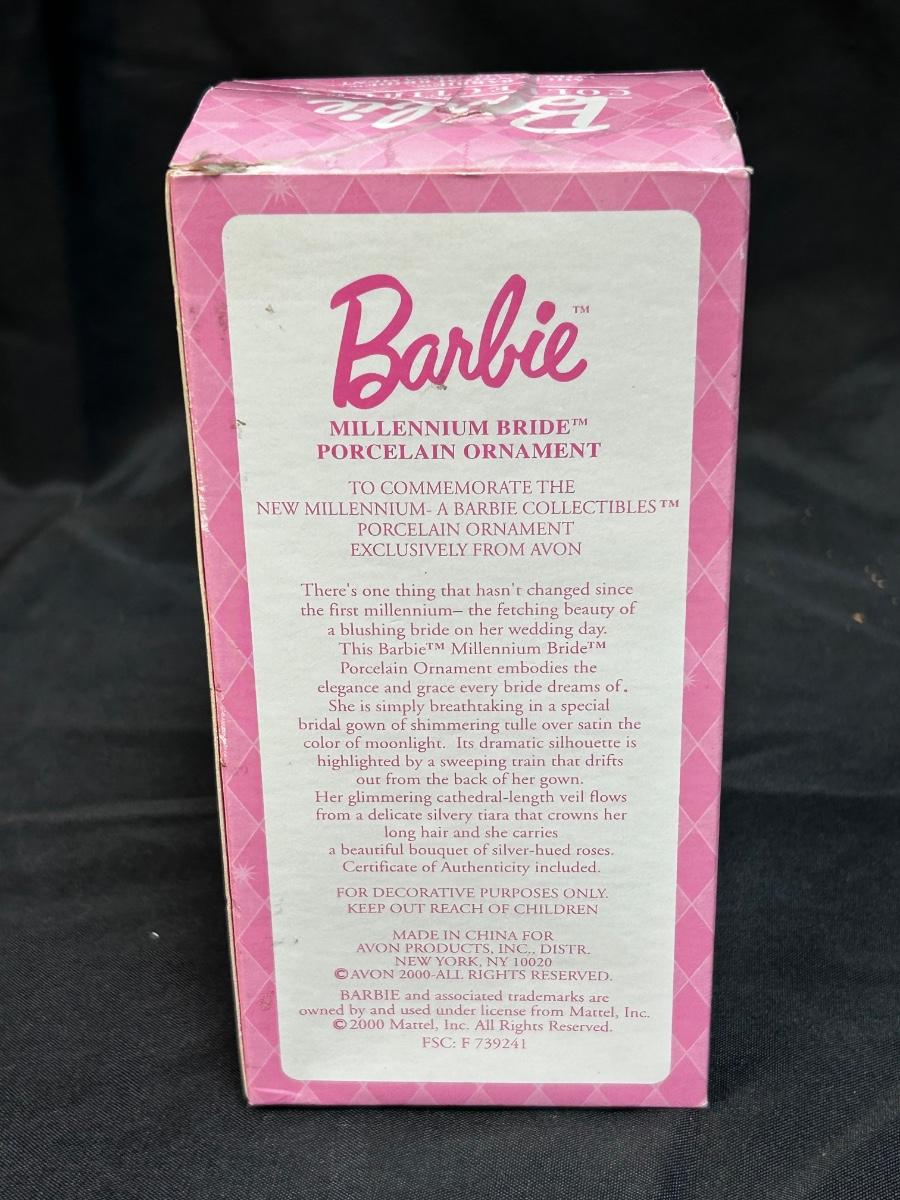 Barbie
COLLECTIBLES
Barbie™
MILLENNIUM BRIDE™
PORCELAIN ORNAMENT
TO COMMEMORATE THE
NEW MILLENNIUM- A BARBIE COLLECTIBLES™
PORCELAIN ORNAMENT
EXCLUSIVELY FROM AVON
There's one thing that hasn't changed since
the first millennium– the fetching beauty of
a blushing bride on her wedding day.
This Barbie™ Millennium Bride™
Porcelain Ornament embodies the
elegance and grace every bride dreams of.
She is simply breathtaking in a special
bridal gown of shimmering tulle over satin the
color of moonlight. Its dramatic silhouette is
highlighted by a sweeping train that drifts
out from the back of her gown.
Her glimmering cathedral-length veil flows
from a delicate silvery tiara that crowns her
long hair and she carries
a beautiful bouquet of silver-hued roses.
Certificate of Authenticity included.
FOR DECORATIVE PURPOSES ONLY.
KEEP OUT REACH OF CHILDREN
MADE IN CHINA FOR
AVON PRODUCTS, INC., DISTR.
NEW YORK, NY 10020
©AVON 2000-ALL RIGHTS RESERVED.
BARBIE and associated trademarks are
owned by and used under license from Mattel, Inc.
©2000 Mattel, Inc. All Rights Reserved.
FSC: F 739241